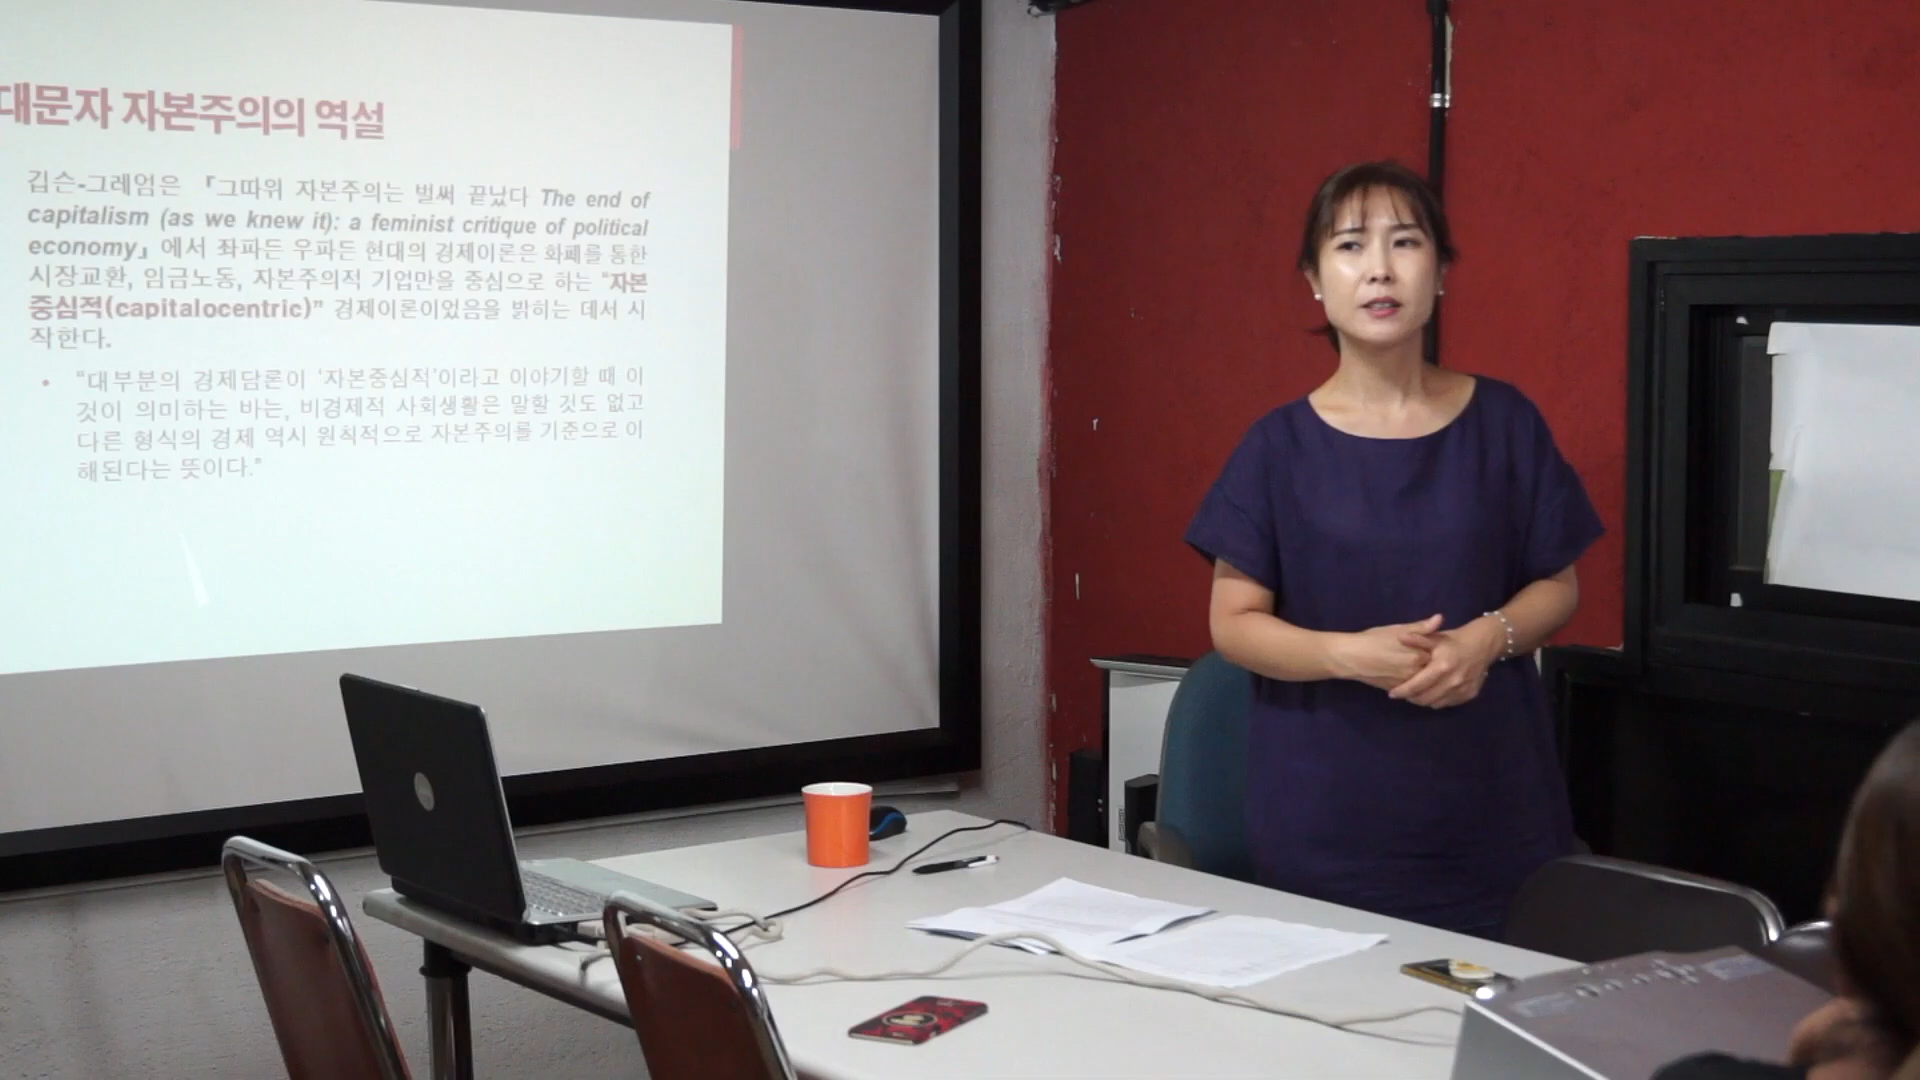 대문자 자본주의의 역설
깁슨-그레엄은 『그따위 자본주의는 벌써 끝났다 The end of
capitalism (as we knew it): a feminist critique of political
economy』에서 좌파든 우파든 현대의 경제이론은 화폐를 통한
시장교환, 임금노동, 자본주의적 기업만을 중심으로 하는 “자본
중심적(capitalocentric)” 경제이론이었음을 밝히는 데서 시
작한다.
• “대부분의 경제담론이 ‘자본중심적’이라고 이야기할 때 이
것이 의미하는 바는, 비경제적 사회생활은 말할 것도 없고
다른 형식의 경제 역시 원칙적으로 자본주의를 기준으로 이
해된다는 뜻이다.”